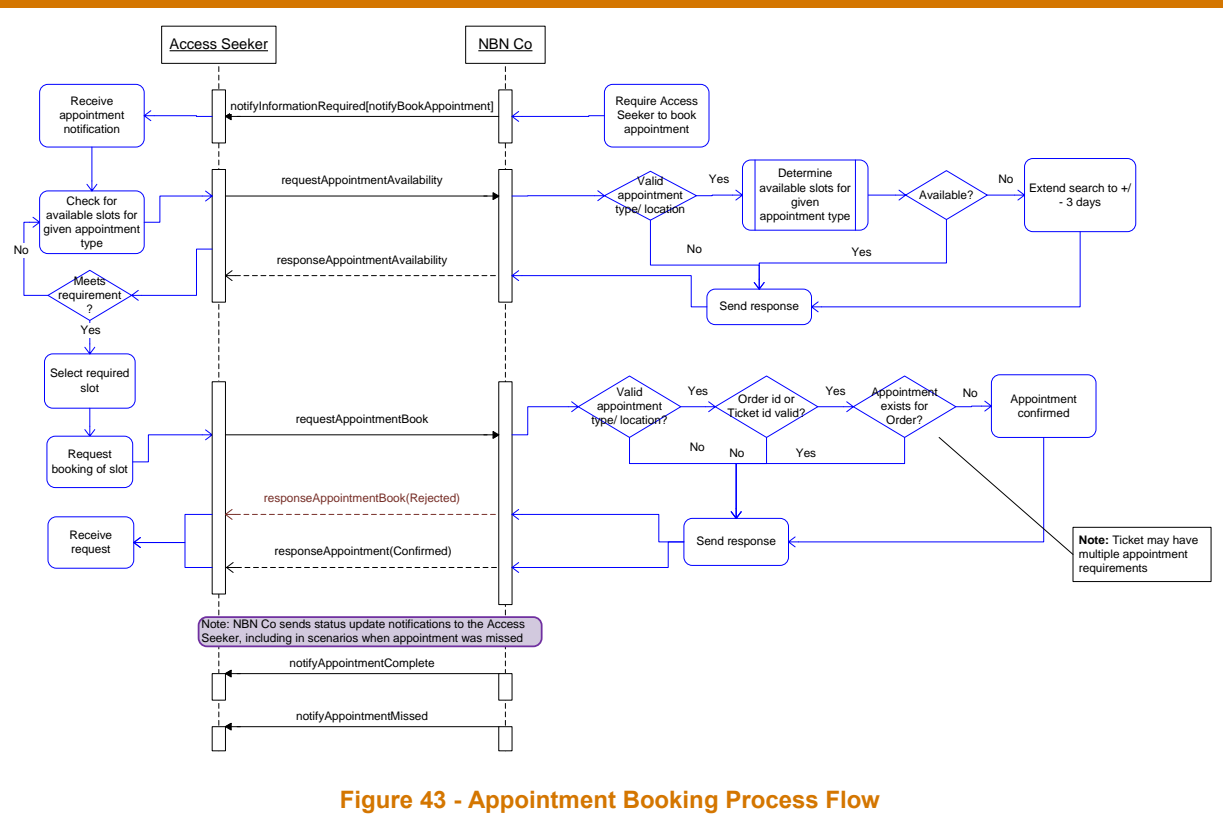 Access Seeker
NBN Co
Receive
appointment
notification
notifyInformationRequired[notifyBookAppointment]
Require Access
Seeker to book
appointment
Check for
available slots for
given appointment
type
requestAppointmentAvailability
Valid
appointment
type/ location
Yes
Determine
available slots for
given
appointment type
Available?
No
Extend search to +/
- 3 days
No
Yes
No
responseAppointmentAvailability
Meets
requirement
?
Send response
Yes
Select required
slot
requestAppointmentBook
Valid
appointment
type/ location?
Yes
Order id or
Ticket id valid?
Yes
Appointment
exists for
Order?
No
Appointment
confirmed
Request
booking of slot
No
No
Yes
responseAppointmentBook(Rejected)
Receive
request
Send response
responseAppointment(Confirmed)
Note: Ticket may have
multiple appointment
requirements
Note: NBN Co sends status update notifications to the Access
Seeker, including in scenarios when appointment was missed
notifyAppointmentComplete
notifyAppointmentMissed
Figure 43 - Appointment Booking Process Flow